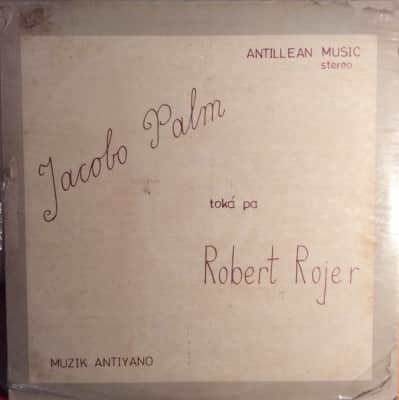 ANTILLEAN MUSIC
stereo
Jacobo Palm
toká pa
Robert Rojer
MUZIK ANTIYANO